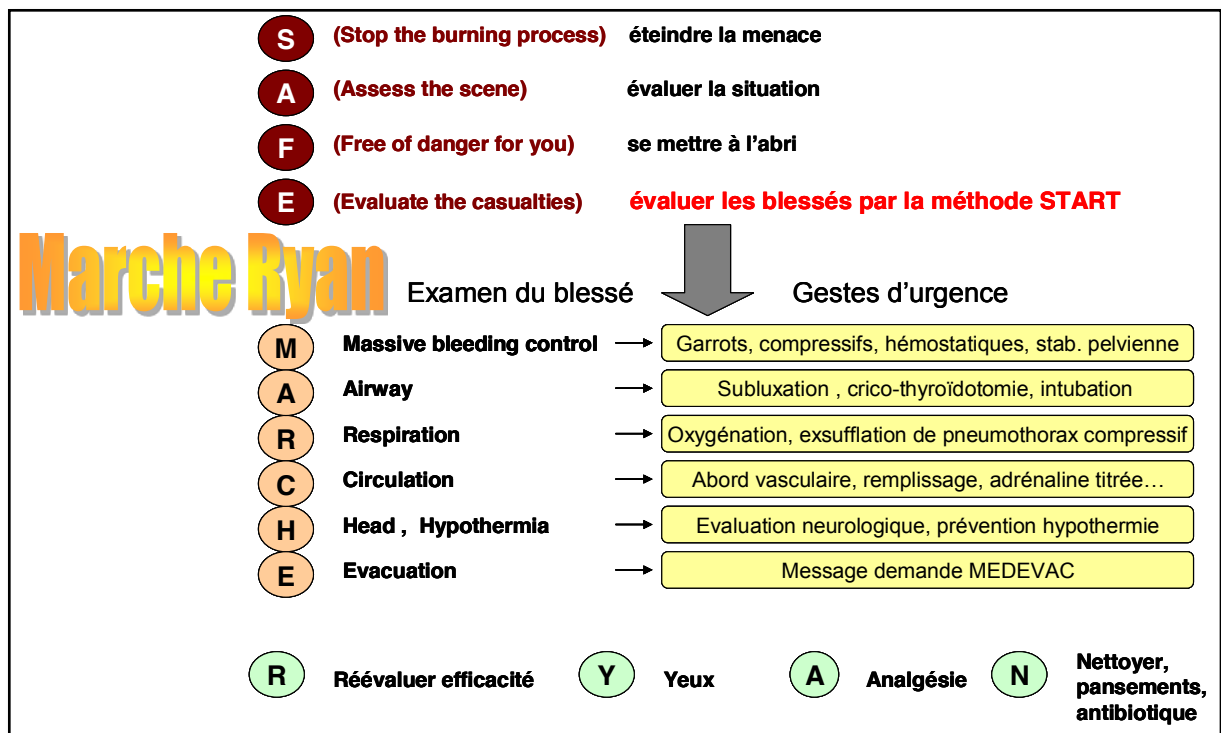 S (Stop the burning process) éteindre la menace
A (Assess the scene) évaluer la situation
F (Free of danger for you) se mettre à l'abri
E (Evaluate the casualties) évaluer les blessés par la méthode START
Marche Ryan
Examen du blessé Gestes d'urgence
M Massive bleeding control Garrots, compressifs, hémostatiques, stab. pelvienne
A Airway Subluxation , crico-thyroïdotomie, intubation
R Respiration Oxygénation, exsufflation de pneumothorax compressif
C Circulation Abord vasculaire, remplissage, adrénaline titrée…
H Head , Hypothermia Evaluation neurologique, prévention hypothermie
E Evacuation Message demande MEDEVAC
R Réévaluer efficacité Y Yeux A Analgésie N Nettoyer,
pansements,
antibiotique